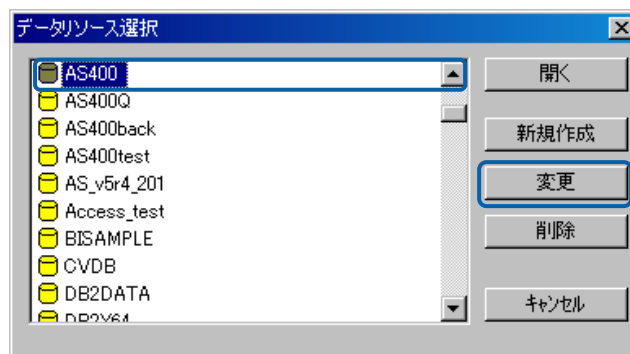 データソース選択
AS400
AS400Q
AS400back
AS400test
AS_v5r4_201
Access_test
BISAMPLE
CVDB
DB2DATA
DB2Y64
開く
新規作成
変更
削除
キャンセル